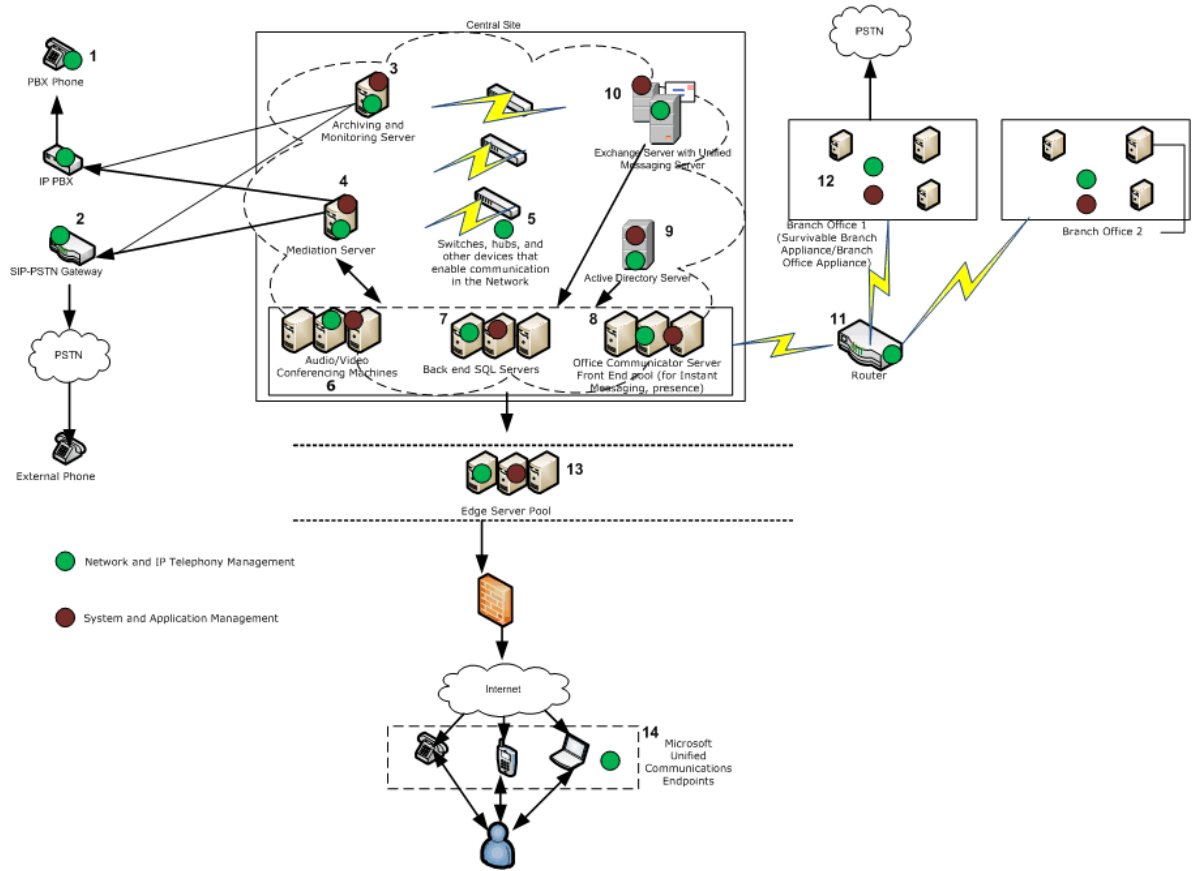 Central Site
1
PBX Phone
IP PBX
2
SIP-PSTN Gateway
PSTN
External Phone
3
Archiving and
Monitoring Server
4
Mediation Server
5
Switches, hubs, and
other devices that
enable communication
in the Network
10
Exchange Server with Unified
Messaging Server
9
Active Directory Server
Audio/Video
Conferencing Machines
6
7
Back end SQL Servers
8
Office Communicator Server
Front End pool (for Instant
Messaging, presence)
PSTN
12
Branch Office 1
(Survivable Branch
Appliance/Branch
Office Appliance)
Branch Office 2
11
Router
13
Edge Server Pool
Network and IP Telephony Management
System and Application Management
Internet
14
Microsoft
Unified
Communications
Endpoints